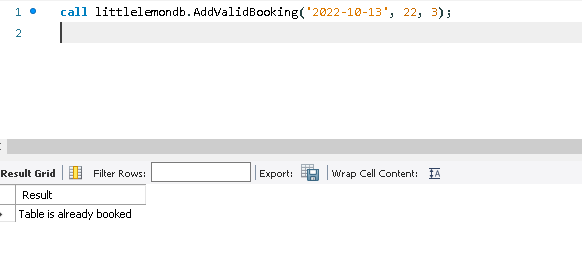 1 call littlelemondb.AddValidBooking('2022-10-13', 22, 3);
2
Result Grid Filter Rows: Export: Wrap Cell Content: IA
Result
Table is already booked